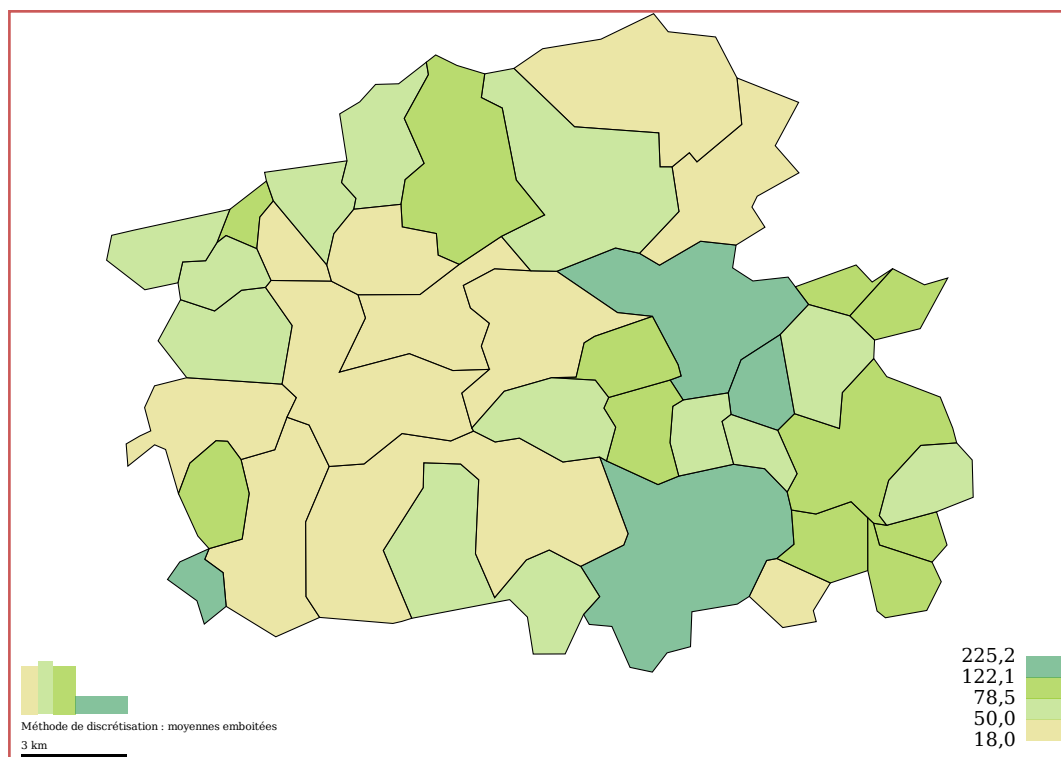 225,2
122,1
78,5
50,0
18,0
Méthode de discrétisation : moyennes emboitées
3 km